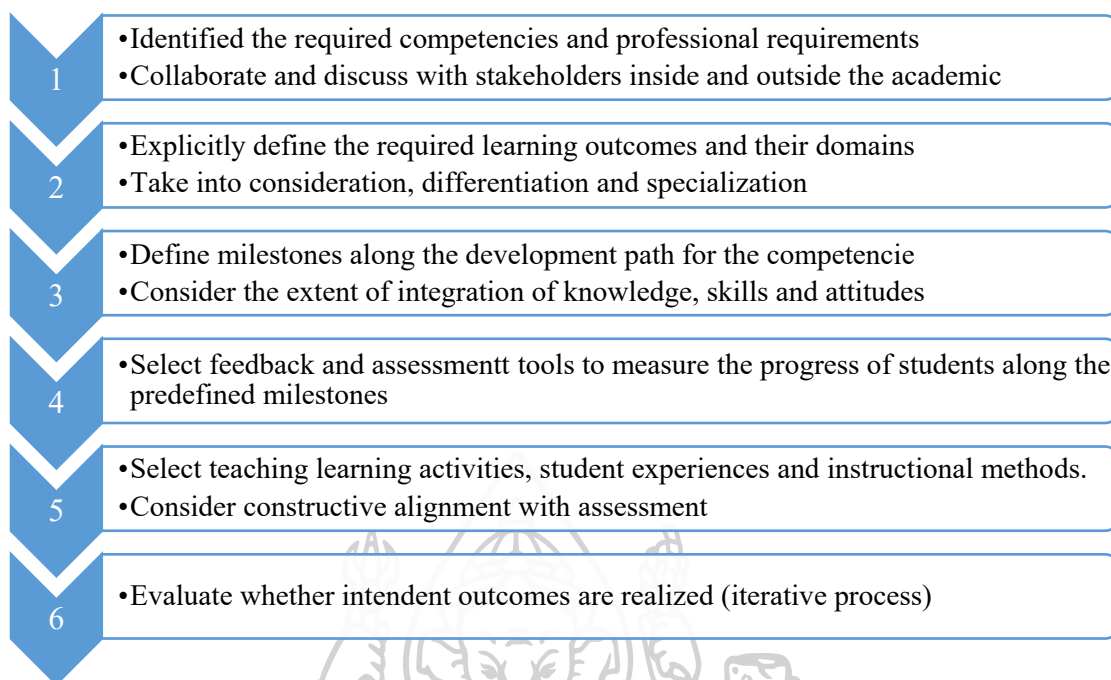 1
•Identified the required competencies and professional requirements
•Collaborate and discuss with stakeholders inside and outside the academic
2
•Explicitly define the required learning outcomes and their domains
•Take into consideration, differentiation and specialization
3
•Define milestones along the development path for the competencie
•Consider the extent of integration of knowledge, skills and attitudes
4
•Select feedback and assessmentt tools to measure the progress of students along the
predefined milestones
5
•Select teaching learning activities, student experiences and instructional methods.
•Consider constructive alignment with assessment
6
•Evaluate whether intendent outcomes are realized (iterative process)